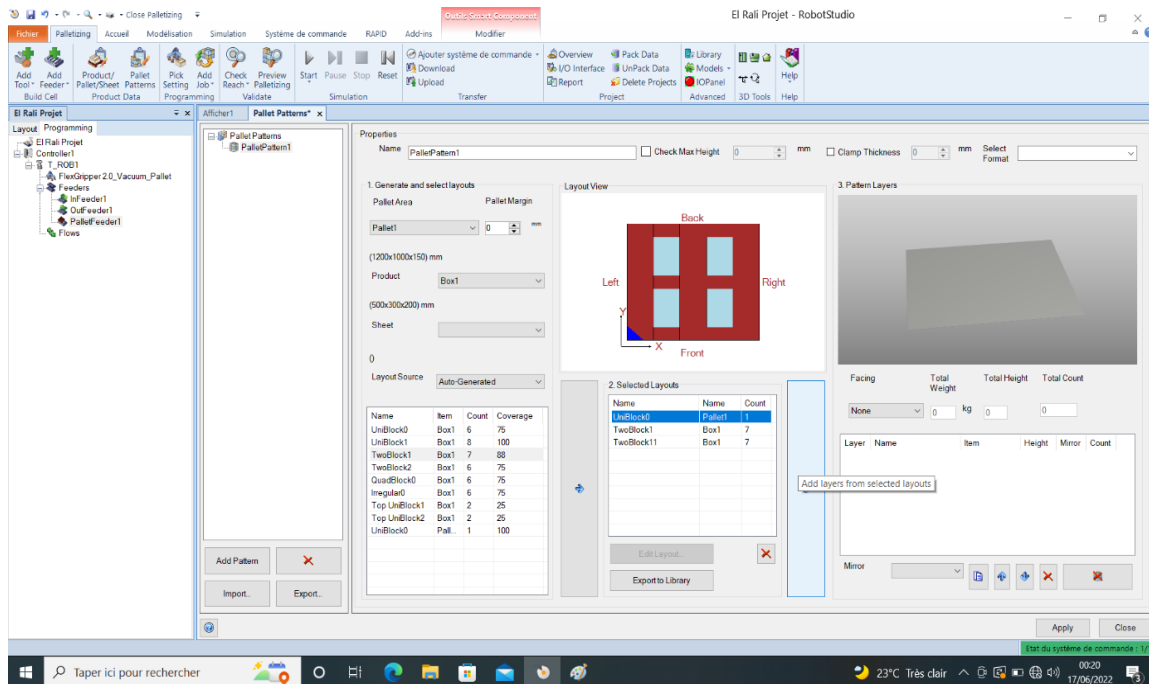 Close Palletizing
Outils Smart Component
El Rali Projet - RobotStudio
Fichier Palletizing Accueil Modélisation Simulation Système de commande RAPID Add-ins Modifier
Add Tool Add Feeder Product/ Pallet/Sheet Pallet Patterns Pick Setting Add Job Check Reach Preview Palletizing Start Pause Stop Reset
Ajouter système de commande
Download
Upload
Overview Pack Data
I/O Interface UnPack Data
Report Delete Projects
Library
Models
IOPanel
Help
Build Cell Product Data Programming Validate Simulation Transfer Project Advanced 3D Tools Help
El Rali Projet
Afficher1 Pallet Patterns*
Layout Programming
El Rali Projet
Controller1
T_ROB1
FlexGripper 2.0_Vacuum_Pallet
Feeders
InFeeder1
OutFeeder1
PalletFeeder1
Flows
Pallet Patterns
PalletPattern1
Add Pattern
Import.. Export..
Properties
Name PalletPattern1 Check Max Height 0 mm Clamp Thickness 0 mm Select Format
1. Generate and select layouts
Pallet Area Pallet Margin
Pallet1 0 mm
(1200x1000x150) mm
Product Box1
(500x300x200) mm
Sheet
()
Layout Source Auto-Generated
Name Item Count Coverage
UniBlock0 Box1 6 75
UniBlock1 Box1 8 100
TwoBlock1 Box1 7 88
TwoBlock2 Box1 6 75
QuadBlock0 Box1 6 75
Irregular0 Box1 6 75
Top UniBlock1 Box1 2 25
Top UniBlock2 Box1 2 25
UniBlock0 Pall... 1 100
Layout View
Back
Left Right
Y
X
Front
2. Selected Layouts
Name Name Count
UniBlock0 Pallet1 1
TwoBlock1 Box1 7
TwoBlock11 Box1 7
Edit Layout...
Export to Library
Add layers from selected layouts
3. Pattern Layers
Facing Total Weight Total Height Total Count
None 0 kg 0 0
Layer Name Item Height Mirror Count
Mirror
Apply Close
Etat du système de commande : 1/
Taper ici pour rechercher
23°C Très clair
00:20
17/06/2022
3